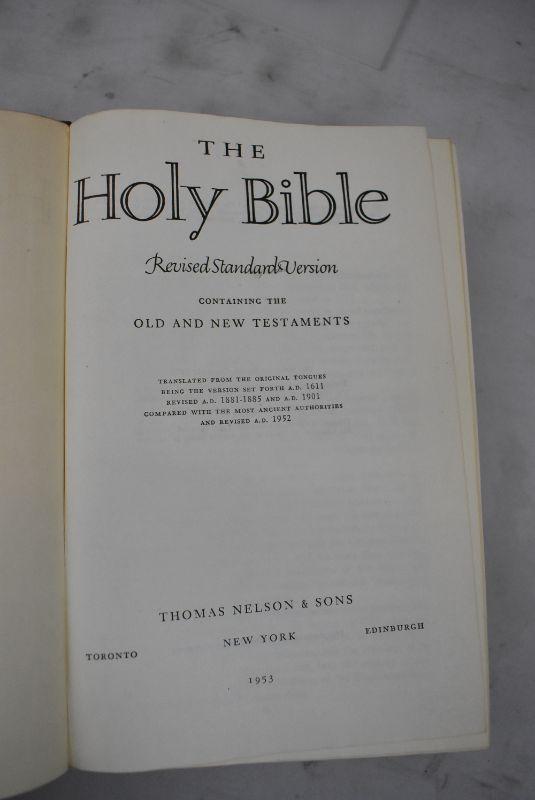 THE
Holy Bible
Revised Standard Version
CONTAINING THE
OLD AND NEW TESTAMENTS
TRANSLATED FROM THE ORIGINAL TONGUES
BEING THE VERSION SET FORTH A.D. 1611
REVISED A.D. 1881-1885 AND A.D. 1901
COMPARED WITH THE MOST ANCIENT AUTHORITIES
AND REVISED A.D. 1952
THOMAS NELSON & SONS
TORONTO NEW YORK EDINBURGH
1953